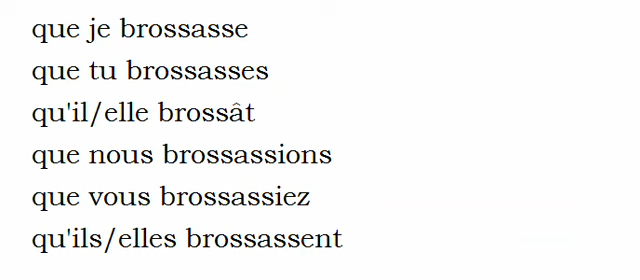 que je brossasse
que tu brossasses
qu'il/elle brossât
que nous brossassions
que vous brossassiez
qu'ils/elles brossassent